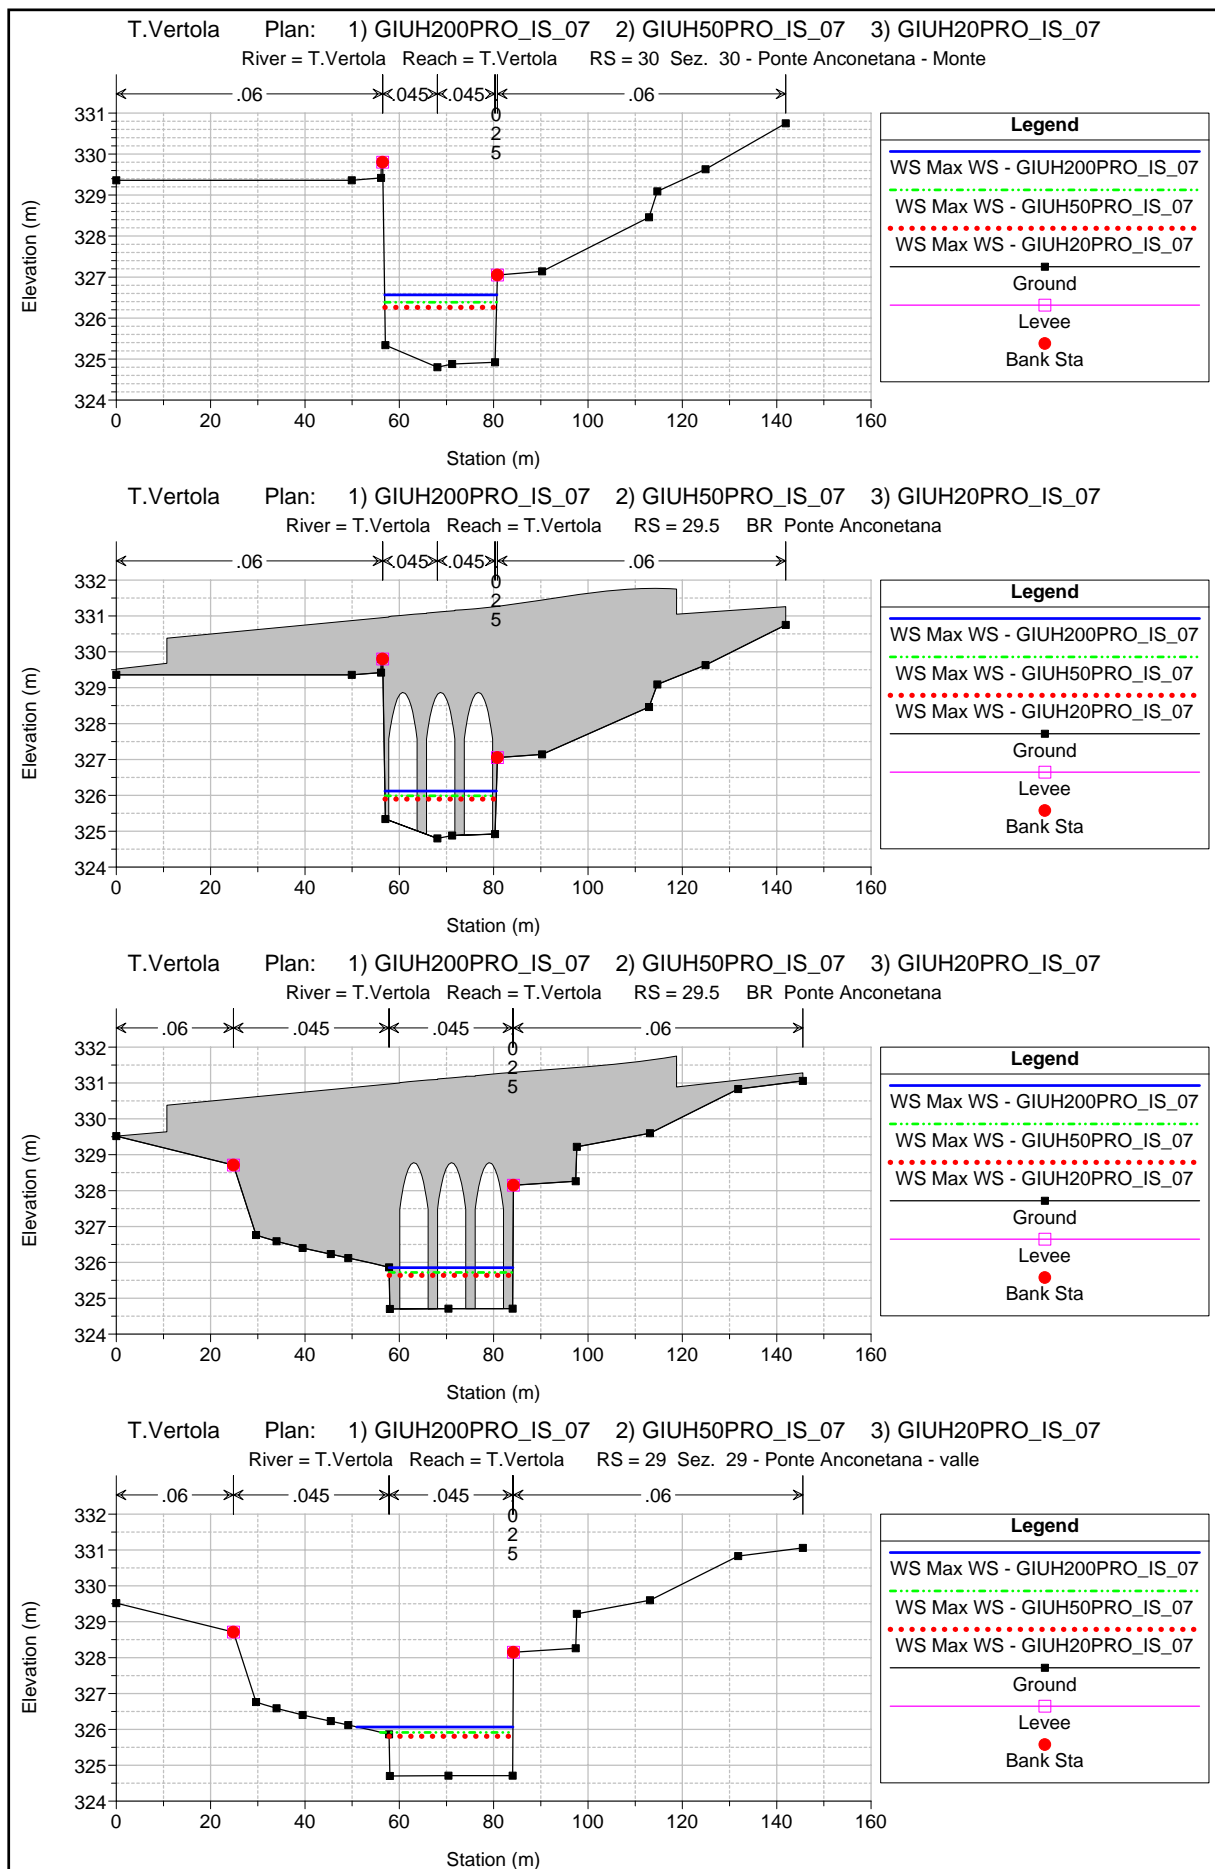 T.Vertola Plan: 1) GIUH200PRO_IS_07 2) GIUH50PRO_IS_07 3) GIUH20PRO_IS_07
River = T.Vertola Reach = T.Vertola RS = 30 Sez. 30 - Ponte Anconetana - Monte
.06 .045 .045 .025 .06
331
330
329
328
327
326
325
324
Elevation (m)
0 20 40 60 80 100 120 140 160
Station (m)
Legend
WS Max WS - GIUH200PRO_IS_07
WS Max WS - GIUH50PRO_IS_07
WS Max WS - GIUH20PRO_IS_07
Ground
Levee
Bank Sta
T.Vertola Plan: 1) GIUH200PRO_IS_07 2) GIUH50PRO_IS_07 3) GIUH20PRO_IS_07
River = T.Vertola Reach = T.Vertola RS = 29.5 BR Ponte Anconetana
.06 .045 .045 .025 .06
332
331
330
329
328
327
326
325
324
Elevation (m)
0 20 40 60 80 100 120 140 160
Station (m)
Legend
WS Max WS - GIUH200PRO_IS_07
WS Max WS - GIUH50PRO_IS_07
WS Max WS - GIUH20PRO_IS_07
Ground
Levee
Bank Sta
T.Vertola Plan: 1) GIUH200PRO_IS_07 2) GIUH50PRO_IS_07 3) GIUH20PRO_IS_07
River = T.Vertola Reach = T.Vertola RS = 29.5 BR Ponte Anconetana
.06 .045 .045 .025 .06
332
331
330
329
328
327
326
325
324
Elevation (m)
0 20 40 60 80 100 120 140 160
Station (m)
Legend
WS Max WS - GIUH200PRO_IS_07
WS Max WS - GIUH50PRO_IS_07
WS Max WS - GIUH20PRO_IS_07
Ground
Levee
Bank Sta
T.Vertola Plan: 1) GIUH200PRO_IS_07 2) GIUH50PRO_IS_07 3) GIUH20PRO_IS_07
River = T.Vertola Reach = T.Vertola RS = 29 Sez. 29 - Ponte Anconetana - valle
.06 .045 .045 .025 .06
332
331
330
329
328
327
326
325
324
Elevation (m)
0 20 40 60 80 100 120 140 160
Station (m)
Legend
WS Max WS - GIUH200PRO_IS_07
WS Max WS - GIUH50PRO_IS_07
WS Max WS - GIUH20PRO_IS_07
Ground
Levee
Bank Sta